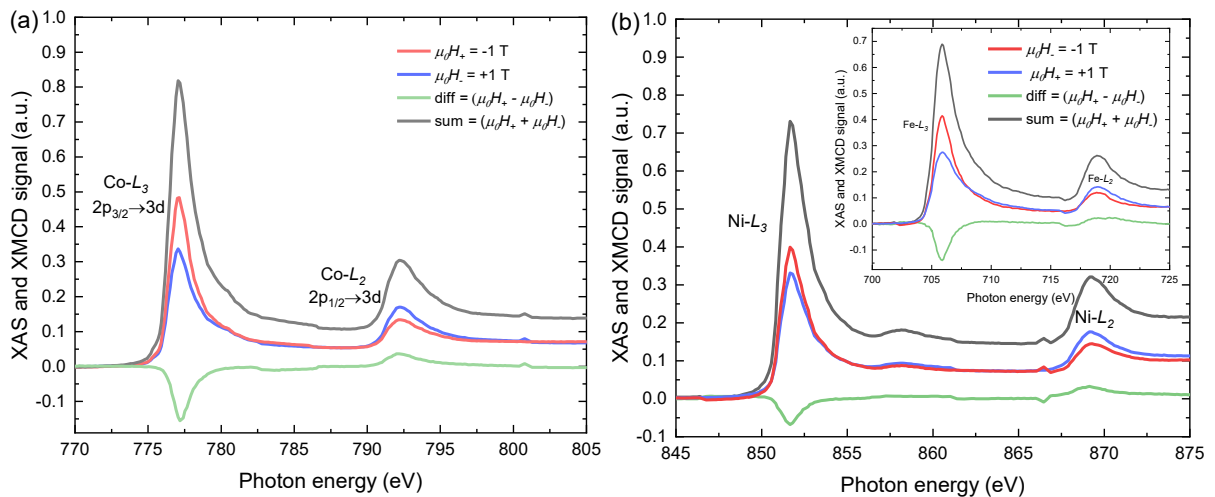 (a)
XAS and XMCD signal (a.u.)
1.0
0.9
0.8
0.7
0.6
0.5
0.4
0.3
0.2
0.1
0.0
-0.1
μ₀H₊ = -1 T
μ₀H₋ = +1 T
diff = (μ₀H₊ - μ₀H₋)
sum = (μ₀H₊ + μ₀H₋)
Co-L₃
2p₃/₂→3d
Co-L₂
2p₁/₂→3d
770 775 780 785 790 795 800 805
Photon energy (eV)
(b)
XAS and XMCD signal (a.u.)
1.0
0.9
0.8
0.7
0.6
0.5
0.4
0.3
0.2
0.1
0.0
-0.1
Ni-L₃
Ni-L₂
845 850 855 860 865 870 875
Photon energy (eV)
XAS and XMCD signal (a.u.)
0.7
0.6
0.5
0.4
0.3
0.2
0.1
0.0
-0.1
μ₀H₋ = -1 T
μ₀H₊ = +1 T
diff = (μ₀H₊ - μ₀H₋)
sum = (μ₀H₊ + μ₀H₋)
Fe-L₃
Fe-L₂
700 705 710 715 720 725
Photon energy (eV)